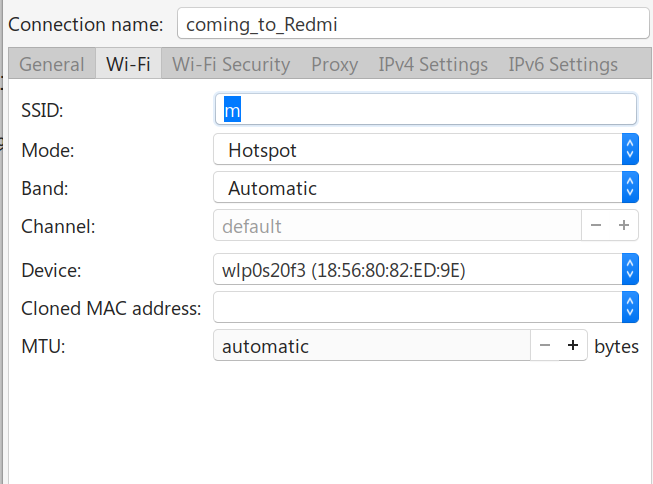 Connection name: coming_to_Redmi
General Wi-Fi Wi-Fi Security Proxy IPv4 Settings IPv6 Settings
SSID: m
Mode: Hotspot
Band: Automatic
Channel: default − +
Device: wlp0s20f3 (18:56:80:82:ED:9E)
Cloned MAC address:
MTU: automatic − + bytes